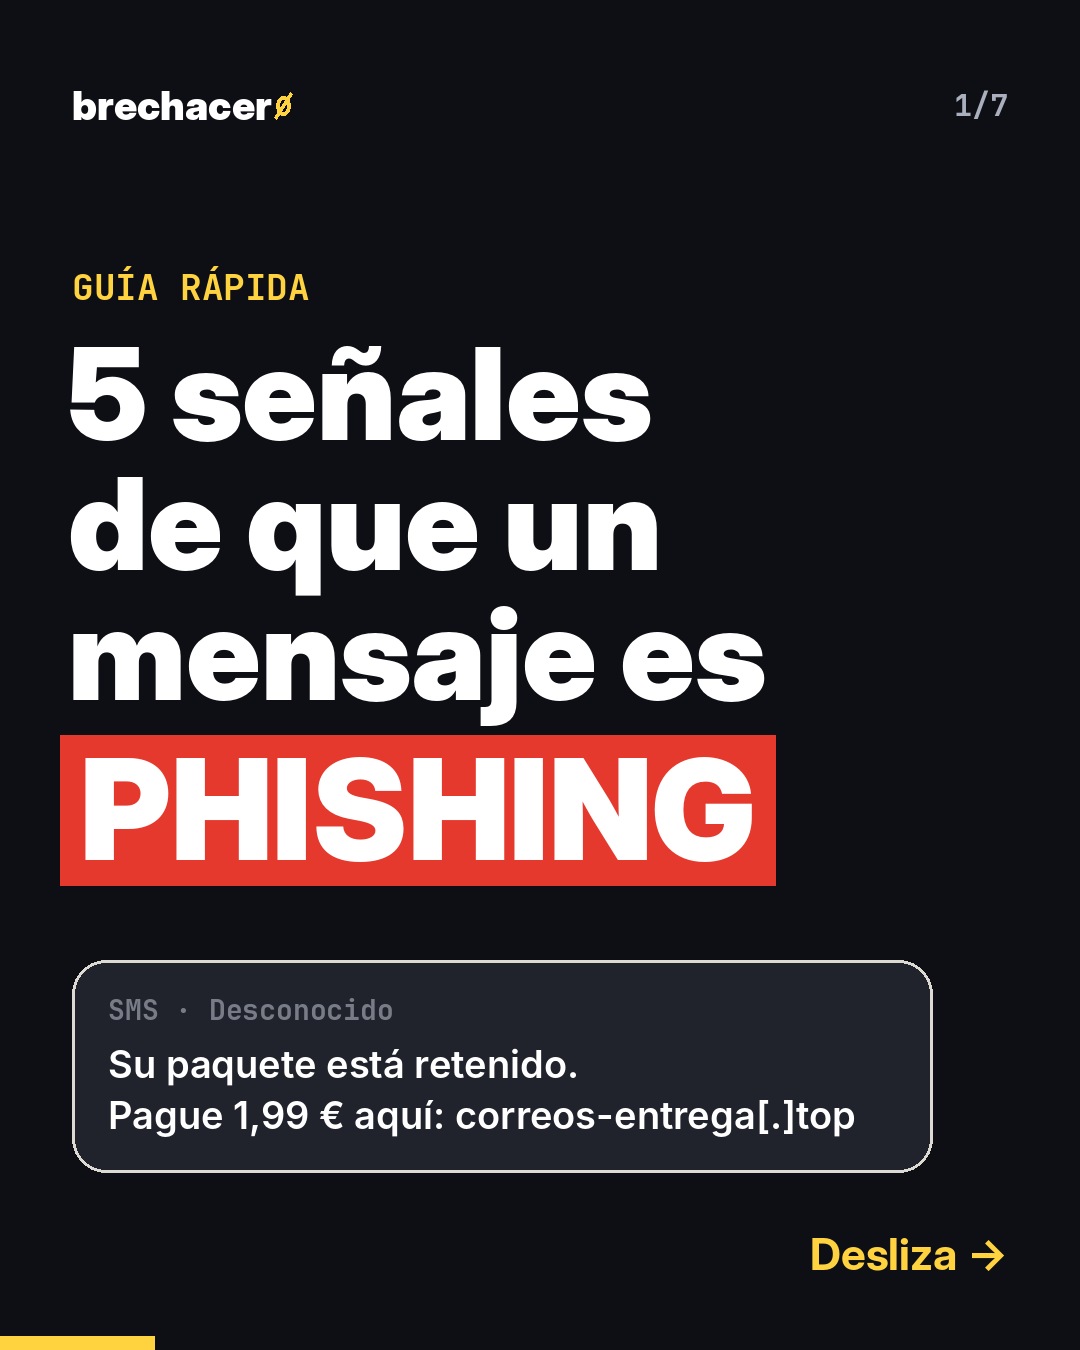 brechacerø
1/7
GUÍA RÁPIDA
5 señales
de que un
mensaje es
PHISHING
SMS · Desconocido
Su paquete está retenido.
Pague 1,99 € aquí: correos-entrega[.]top
Desliza →